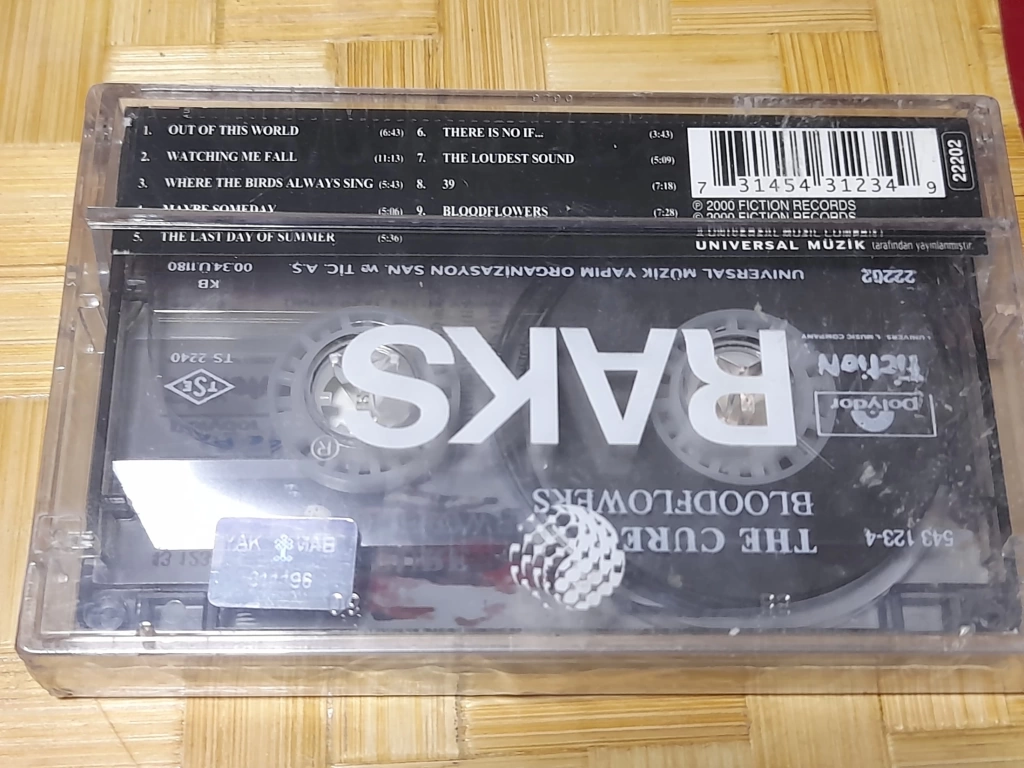 1. OUT OF THIS WORLD (6:43)
2. WATCHING ME FALL (11:13)
3. WHERE THE BIRDS ALWAYS SING (5:43)
4. MAYBE SOMEDAY (5:06)
5. THE LAST DAY OF SUMMER (5:36)
6. THERE IS NO IF... (3:43)
7. THE LOUDEST SOUND (5:09)
8. 39 (7:18)
9. BLOODFLOWERS (7:28)
7 31454 31234 9
22202
℗ 2000 FICTION RECORDS
© 2000 FICTION RECORDS
UNIVERSAL MÜZİK tarafından yayınlanmıştır.
543 123-4
THE CURE
BLOODFLOWERS
polydor
fiction
RAKS
®
TSE
TS 2240
22202
UNIVERSAL MÜZİK YAPIM ORGANİZASYON SAN. ve TİC. A.Ş.
KB
00.34.Ü.1180